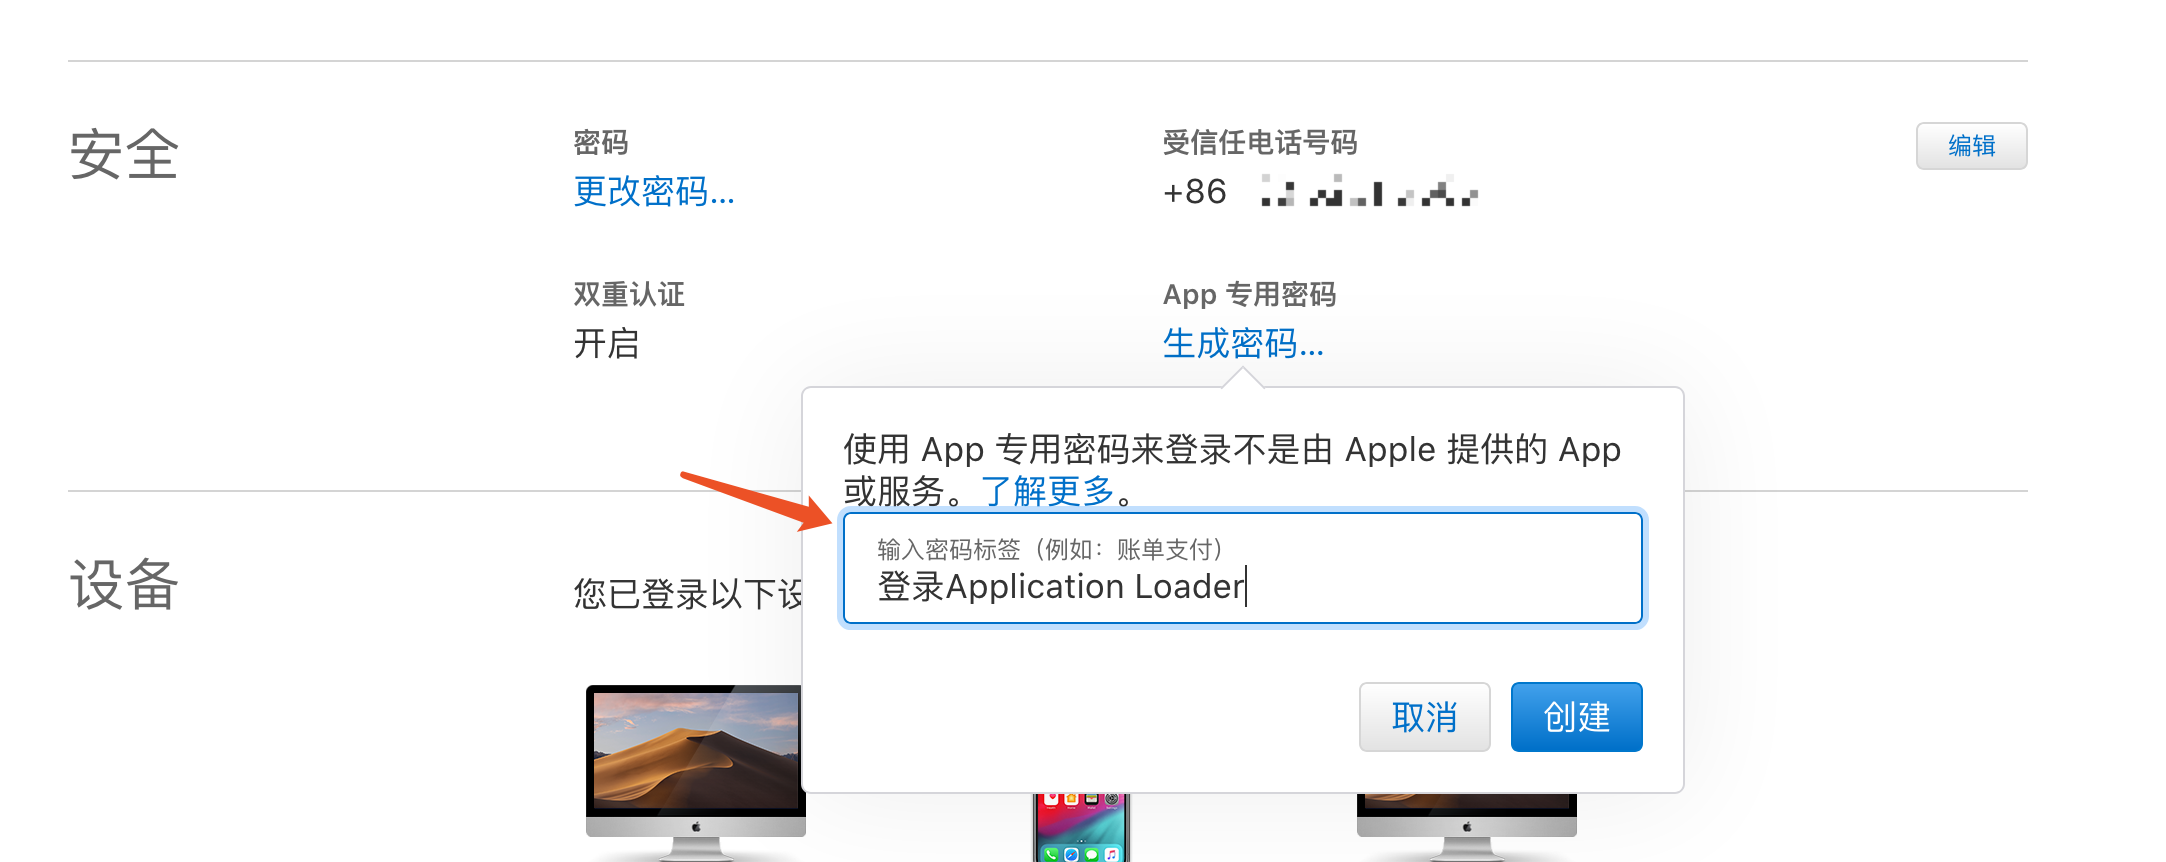 安全
密码
更改密码...
受信任电话号码
+86
编辑
双重认证
开启
App 专用密码
生成密码...
使用 App 专用密码来登录不是由 Apple 提供的 App
或服务。了解更多。
输入密码标签（例如：账单支付）
登录Application Loader
取消
创建
设备
您已登录以下设